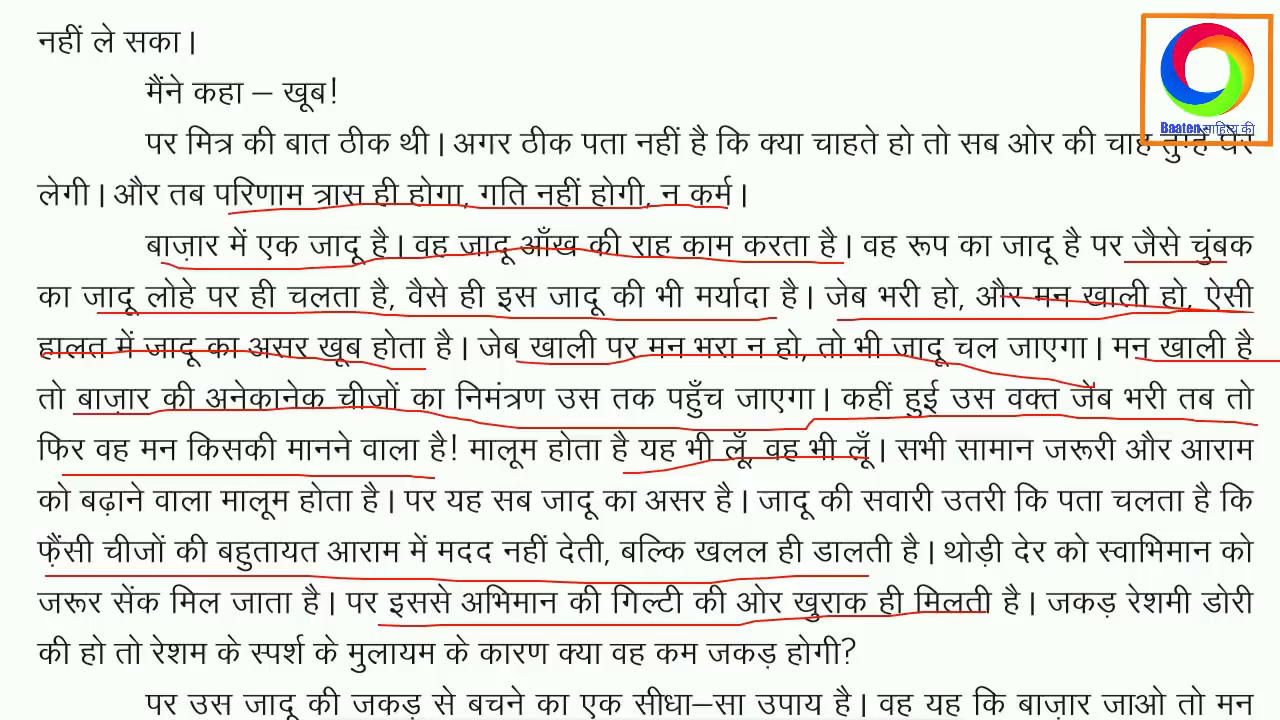 नहीं ले सका।
मैंने कहा – खूब!
पर मित्र की बात ठीक थी। अगर ठीक पता नहीं है कि क्या चाहते हो तो सब ओर की चाह तुम्हें घेर
लेगी। और तब परिणाम त्रास ही होगा, गति नहीं होगी, न कर्म।
बाज़ार में एक जादू है। वह जादू आँख की राह काम करता है। वह रूप का जादू है पर जैसे चुंबक
का जादू लोहे पर ही चलता है, वैसे ही इस जादू की भी मर्यादा है। जेब भरी हो, और मन खाली हो, ऐसी
हालत में जादू का असर खूब होता है। जेब खाली पर मन भरा न हो, तो भी जादू चल जाएगा। मन खाली है
तो बाज़ार की अनेकानेक चीजों का निमंत्रण उस तक पहुँच जाएगा। कहीं हुई उस वक्त जेब भरी तब तो
फिर वह मन किसकी मानने वाला है! मालूम होता है यह भी लूँ, वह भी लूँ। सभी सामान जरूरी और आराम
को बढ़ाने वाला मालूम होता है। पर यह सब जादू का असर है। जादू की सवारी उतरी कि पता चलता है कि
फ़ैंसी चीजों की बहुतायत आराम में मदद नहीं देती, बल्कि खलल ही डालती है। थोड़ी देर को स्वाभिमान को
जरूर सेंक मिल जाता है। पर इससे अभिमान की गिल्टी की ओर खुराक ही मिलती है। जकड़ रेशमी डोरी
की हो तो रेशम के स्पर्श के मुलायम के कारण क्या वह कम जकड़ होगी?
पर उस जादू की जकड़ से बचने का एक सीधा–सा उपाय है। वह यह कि बाज़ार जाओ तो मन
Baaten साहित्य की